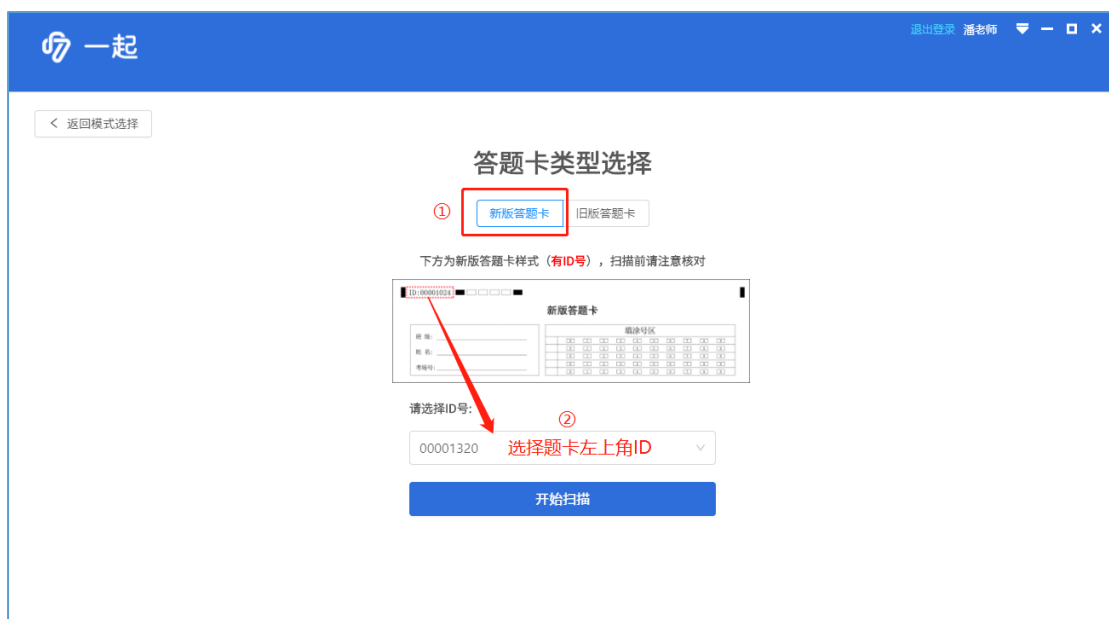 一起
退出登录 潘老师
返回模式选择
答题卡类型选择
①
新版答题卡 旧版答题卡
下方为新版答题卡样式（有ID号），扫描前请注意核对
ID:00001024
新版答题卡
班 级:
姓 名:
考场号:
填涂号区
请选择ID号:
②
00001320 选择题卡左上角ID
开始扫描